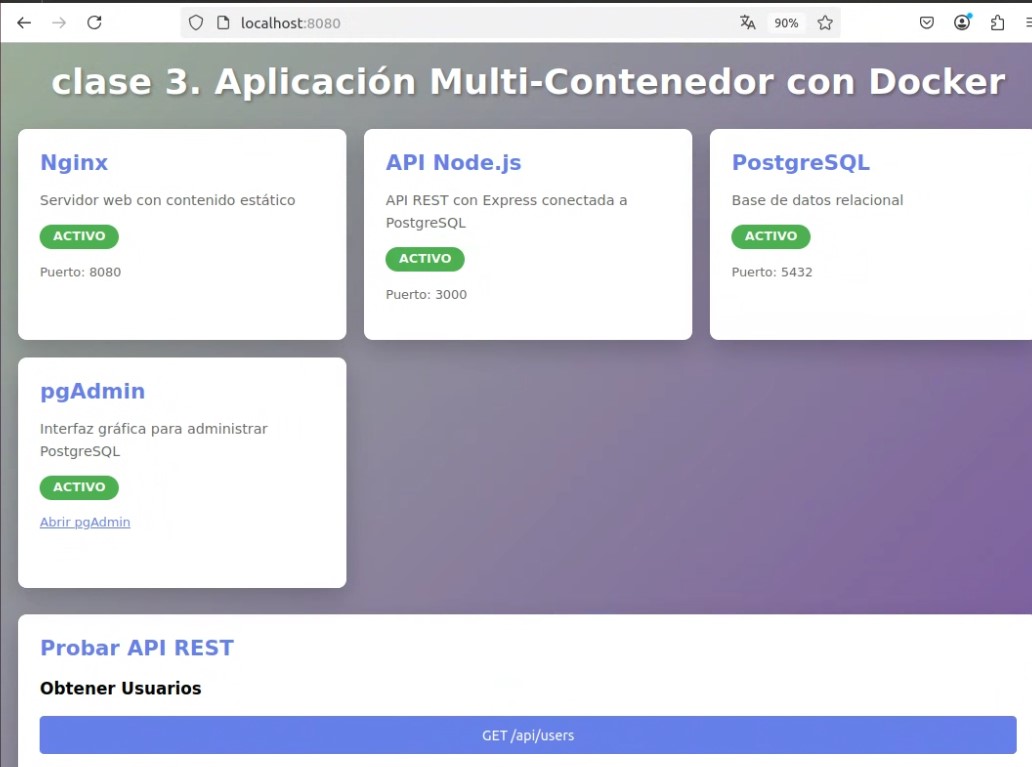 localhost:8080
90%
clase 3. Aplicación Multi-Contenedor con Docker
Nginx
Servidor web con contenido estático
ACTIVO
Puerto: 8080
API Node.js
API REST con Express conectada a
PostgreSQL
ACTIVO
Puerto: 3000
PostgreSQL
Base de datos relacional
ACTIVO
Puerto: 5432
pgAdmin
Interfaz gráfica para administrar
PostgreSQL
ACTIVO
Abrir pgAdmin
Probar API REST
Obtener Usuarios
GET /api/users